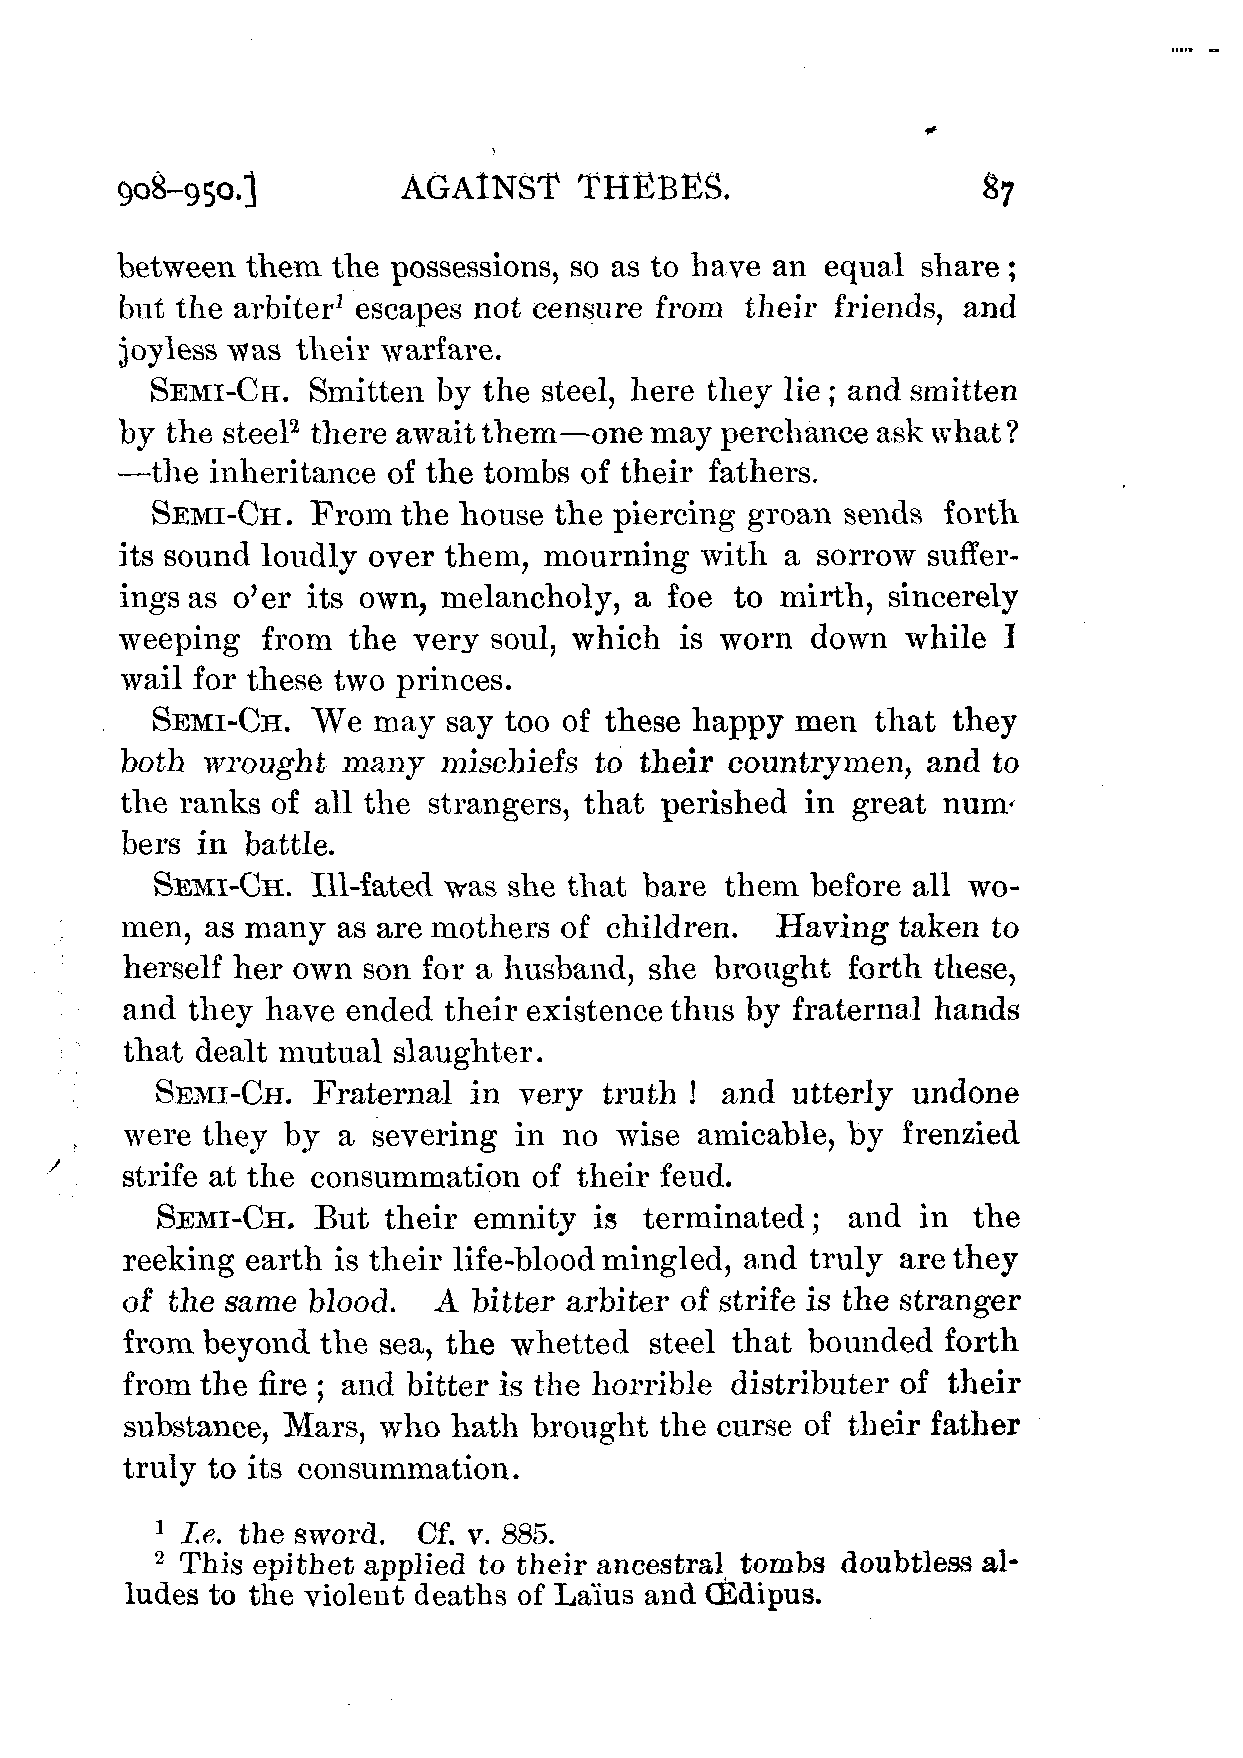 908–950.] AGAINST THEBES. 87
between them the possessions, so as to have an equal share;
but the arbiter¹ escapes not censure from their friends, and
joyless was their warfare.
SEMI-CH. Smitten by the steel, here they lie; and smitten
by the steel² there await them—one may perchance ask what?
—the inheritance of the tombs of their fathers.
SEMI-CH. From the house the piercing groan sends forth
its sound loudly over them, mourning with a sorrow suffer-
ings as o'er its own, melancholy, a foe to mirth, sincerely
weeping from the very soul, which is worn down while I
wail for these two princes.
SEMI-CH. We may say too of these happy men that they
both wrought many mischiefs to their countrymen, and to
the ranks of all the strangers, that perished in great num-
bers in battle.
SEMI-CH. Ill-fated was she that bare them before all wo-
men, as many as are mothers of children. Having taken to
herself her own son for a husband, she brought forth these,
and they have ended their existence thus by fraternal hands
that dealt mutual slaughter.
SEMI-CH. Fraternal in very truth! and utterly undone
were they by a severing in no wise amicable, by frenzied
strife at the consummation of their feud.
SEMI-CH. But their emnity is terminated; and in the
reeking earth is their life-blood mingled, and truly are they
of the same blood. A bitter arbiter of strife is the stranger
from beyond the sea, the whetted steel that bounded forth
from the fire; and bitter is the horrible distributer of their
substance, Mars, who hath brought the curse of their father
truly to its consummation.
¹ I.e. the sword. Cf. v. 885.
² This epithet applied to their ancestral tombs doubtless al-
ludes to the violent deaths of Laïus and Œdipus.